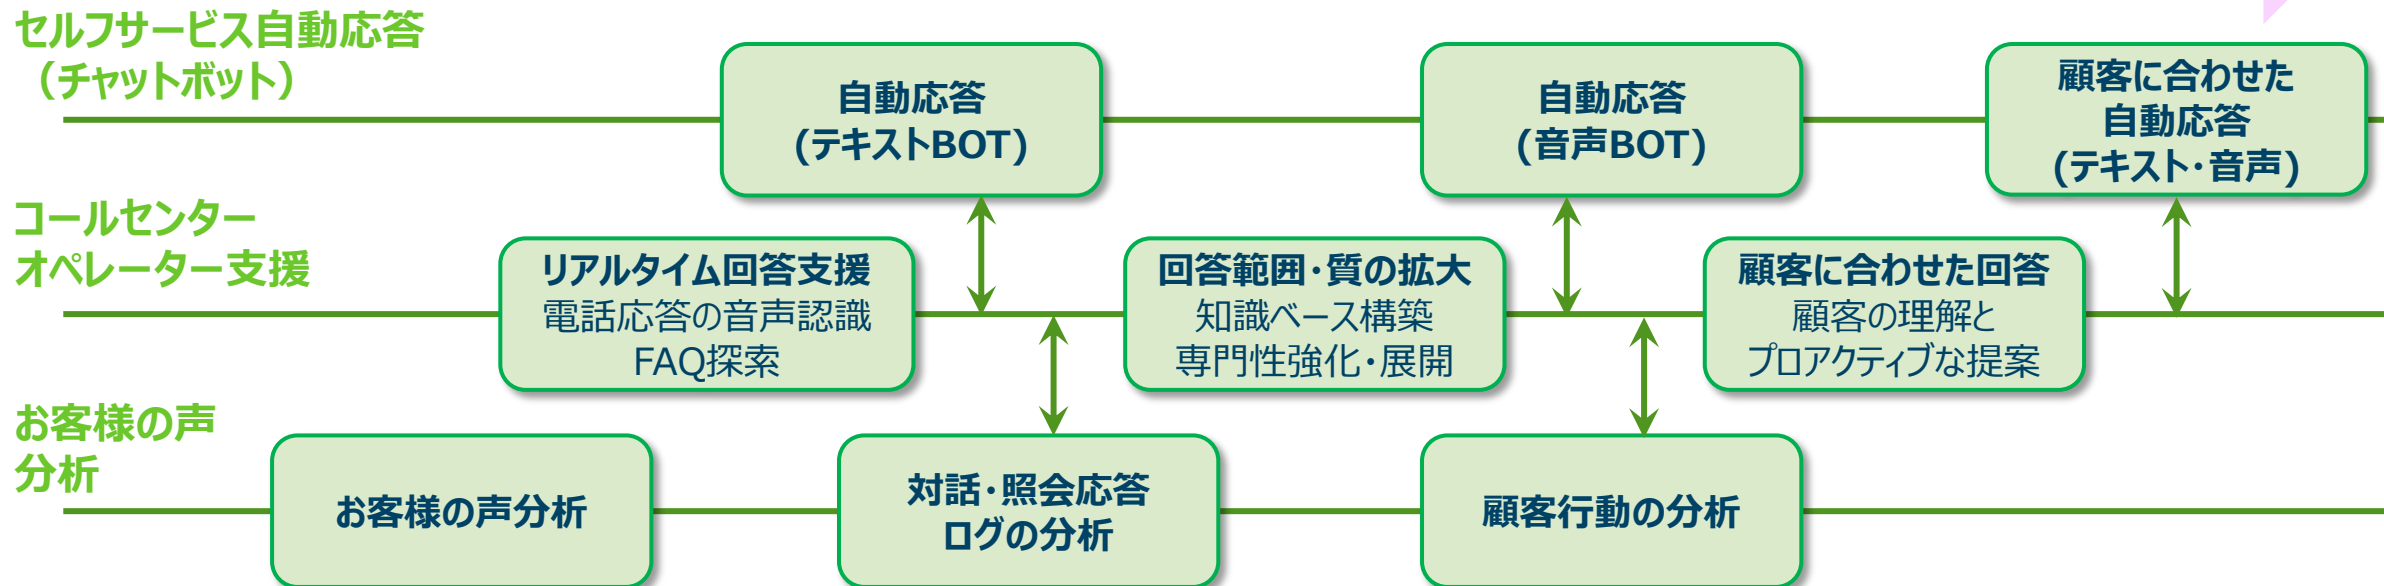 セルフサービス自動応答
（チャットボット）
自動応答
(テキストBOT)
自動応答
(音声BOT)
顧客に合わせた
自動応答
(テキスト・音声)
コールセンター
オペレーター支援
リアルタイム回答支援
電話応答の音声認識
FAQ探索
回答範囲・質の拡大
知識ベース構築
専門性強化・展開
顧客に合わせた回答
顧客の理解と
プロアクティブな提案
お客様の声
分析
お客様の声分析
対話・照会応答
ログの分析
顧客行動の分析